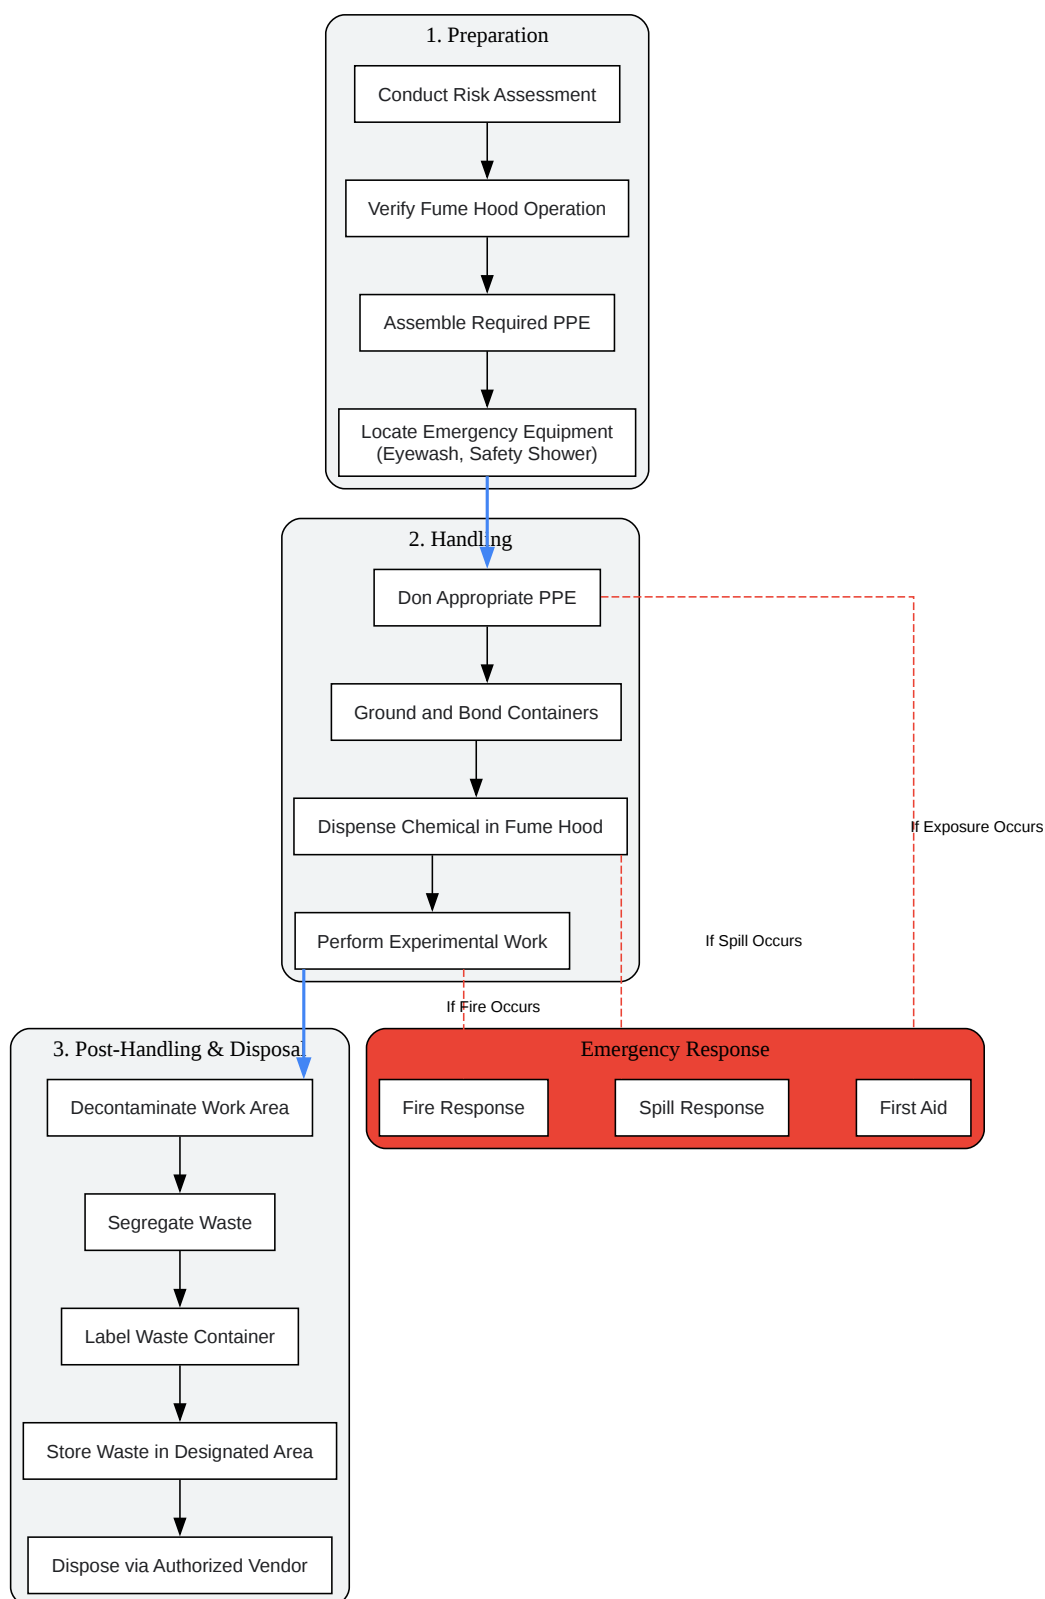 1. Preparation
Conduct Risk Assessment
Verify Fume Hood Operation
Assemble Required PPE
Locate Emergency Equipment
(Eyewash, Safety Shower)
2. Handling
Don Appropriate PPE
Ground and Bond Containers
Dispense Chemical in Fume Hood
If Exposure Occurs
Perform Experimental Work
If Spill Occurs
If Fire Occurs
3. Post-Handling & Disposal
Emergency Response
Decontaminate Work Area
Fire Response
Spill Response
First Aid
Segregate Waste
Label Waste Container
Store Waste in Designated Area
Dispose via Authorized Vendor